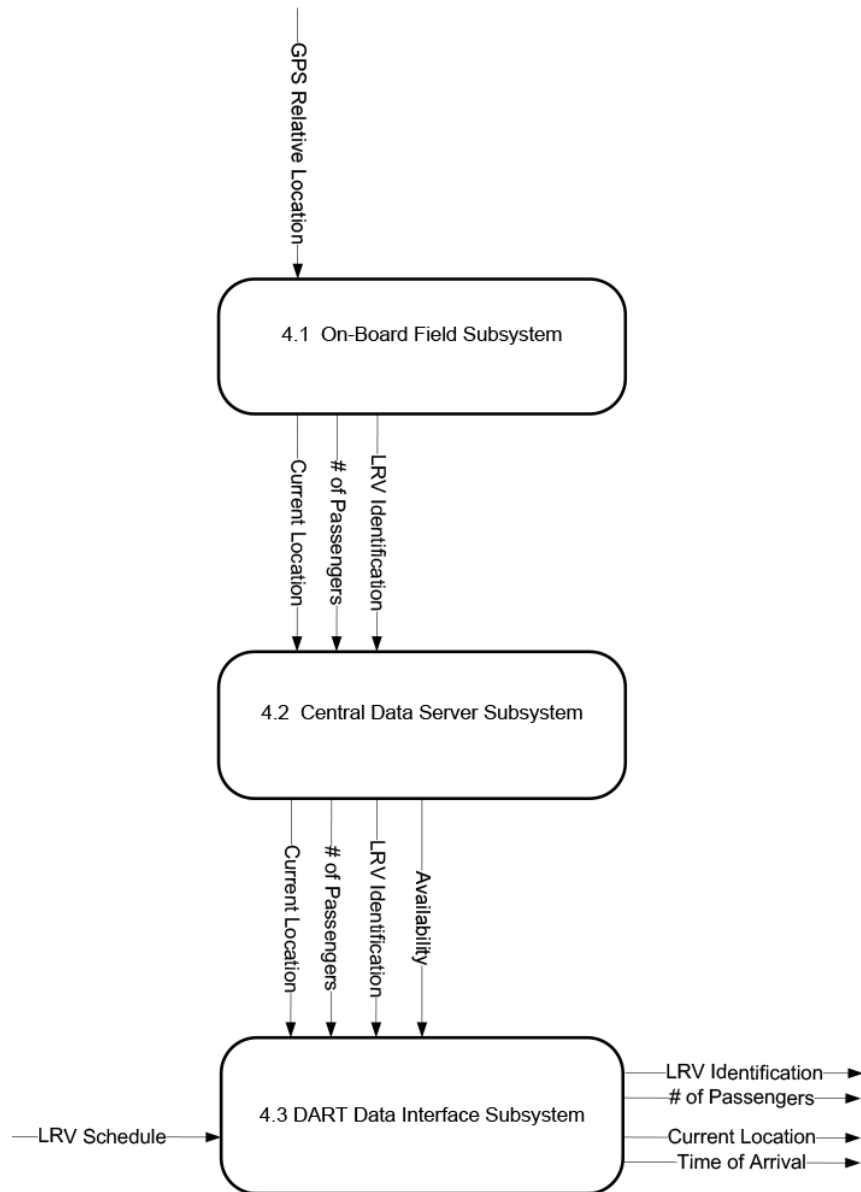 GPS Relative Location
4.1 On-Board Field Subsystem
Current Location
# of Passengers
LRV Identification
4.2 Central Data Server Subsystem
Current Location
# of Passengers
LRV Identification
Availability
4.3 DART Data Interface Subsystem
LRV Schedule
LRV Identification
# of Passengers
Current Location
Time of Arrival